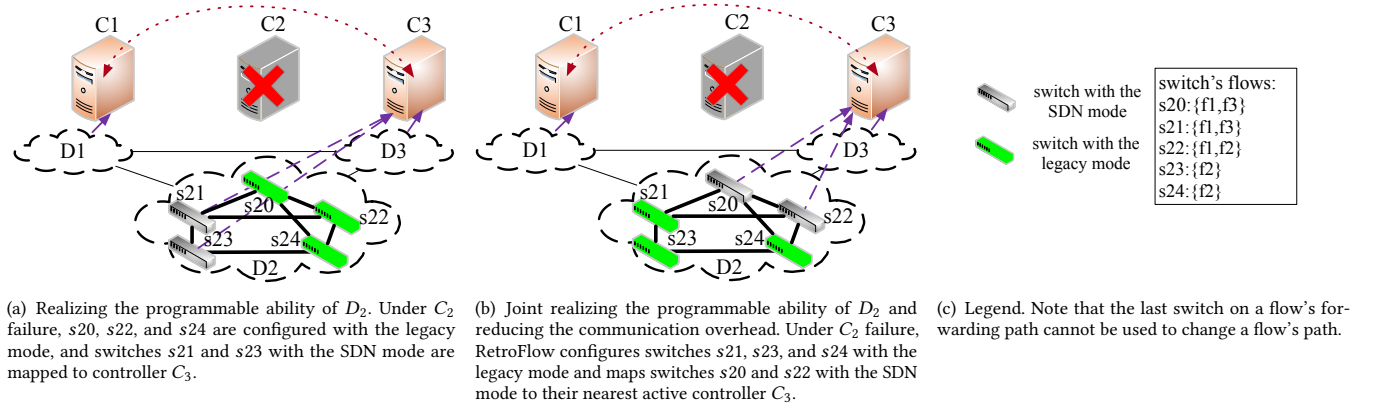 C1
C2
C3
D1
D3
s21
s20
s22
s23
s24
D2
C1
C2
C3
D1
D3
s21
s20
s22
s23
s24
D2
switch with the
SDN mode
switch with the
legacy mode
switch's flows:
s20:{f1,f3}
s21:{f1,f3}
s22:{f1,f2}
s23:{f2}
s24:{f2}
(a) Realizing the programmable ability of D₂. Under C₂
failure, s20, s22, and s24 are configured with the legacy
mode, and switches s21 and s23 with the SDN mode are
mapped to controller C₃.
(b) Joint realizing the programmable ability of D₂ and
reducing the communication overhead. Under C₂ failure,
RetroFlow configures switches s21, s23, and s24 with the
legacy mode and maps switches s20 and s22 with the SDN
mode to their nearest active controller C₃.
(c) Legend. Note that the last switch on a flow's for-
warding path cannot be used to change a flow's path.